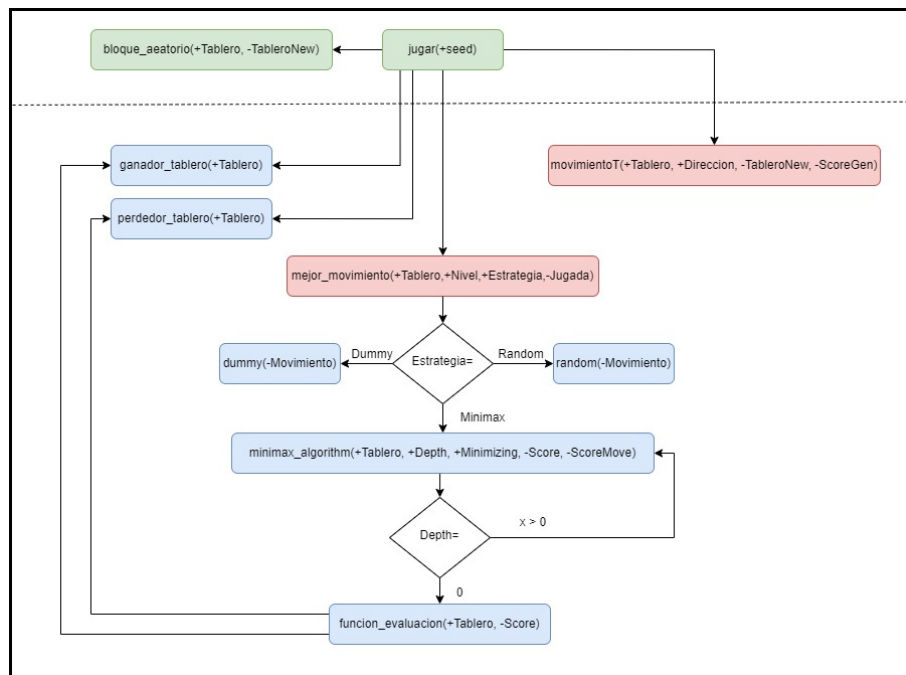 bloque_aeatorio(+Tablero, -TableroNew)
jugar(+seed)
ganador_tablero(+Tablero)
movimientoT(+Tablero, +Direccion, -TableroNew, -ScoreGen)
perdedor_tablero(+Tablero)
mejor_movimiento(+Tablero,+Nivel,+Estrategia,-Jugada)
dummy(-Movimiento)
Dummy
Estrategia=
Random
random(-Movimiento)
Minimax
minimax_algorithm(+Tablero, +Depth, +Minimizing, -Score, -ScoreMove)
Depth=
x > 0
0
funcion_evaluacion(+Tablero, -Score)